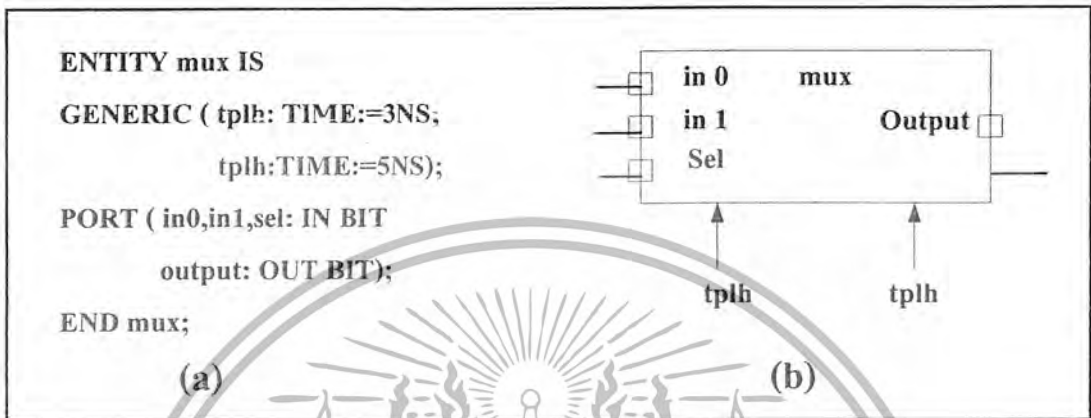 ENTITY mux IS
GENERIC ( tplh: TIME:=3NS;
tplh:TIME:=5NS);
PORT ( in0,in1,sel: IN BIT
output: OUT BIT);
END mux;
(a)
in 0 mux
in 1 Output
Sel
tplh tplh
(b)